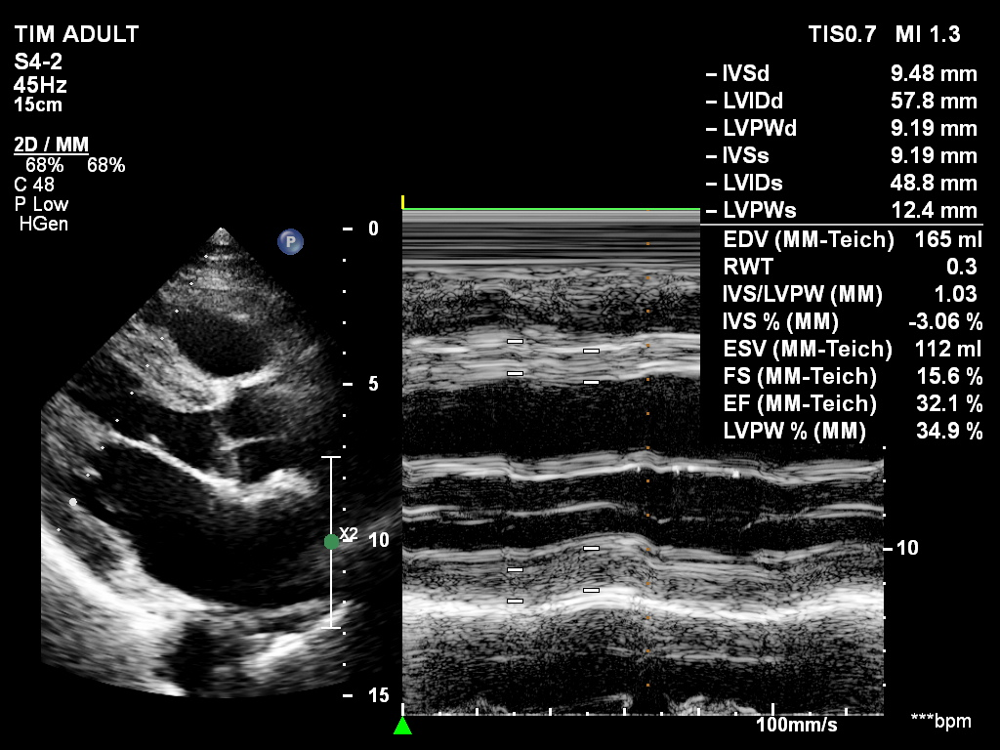 TIM ADULT
S4-2
45Hz
15cm
2D / MM
68% 68%
C 48
P Low
HGen
TIS0.7 MI 1.3
– IVSd 9.48 mm
– LVIDd 57.8 mm
– LVPWd 9.19 mm
– IVSs 9.19 mm
– LVIDs 48.8 mm
– LVPWs 12.4 mm
EDV (MM-Teich) 165 ml
RWT 0.3
IVS/LVPW (MM) 1.03
IVS % (MM) -3.06 %
ESV (MM-Teich) 112 ml
FS (MM-Teich) 15.6 %
EF (MM-Teich) 32.1 %
LVPW % (MM) 34.9 %
P
0
5
X2
10
15
10
100mm/s
***bpm